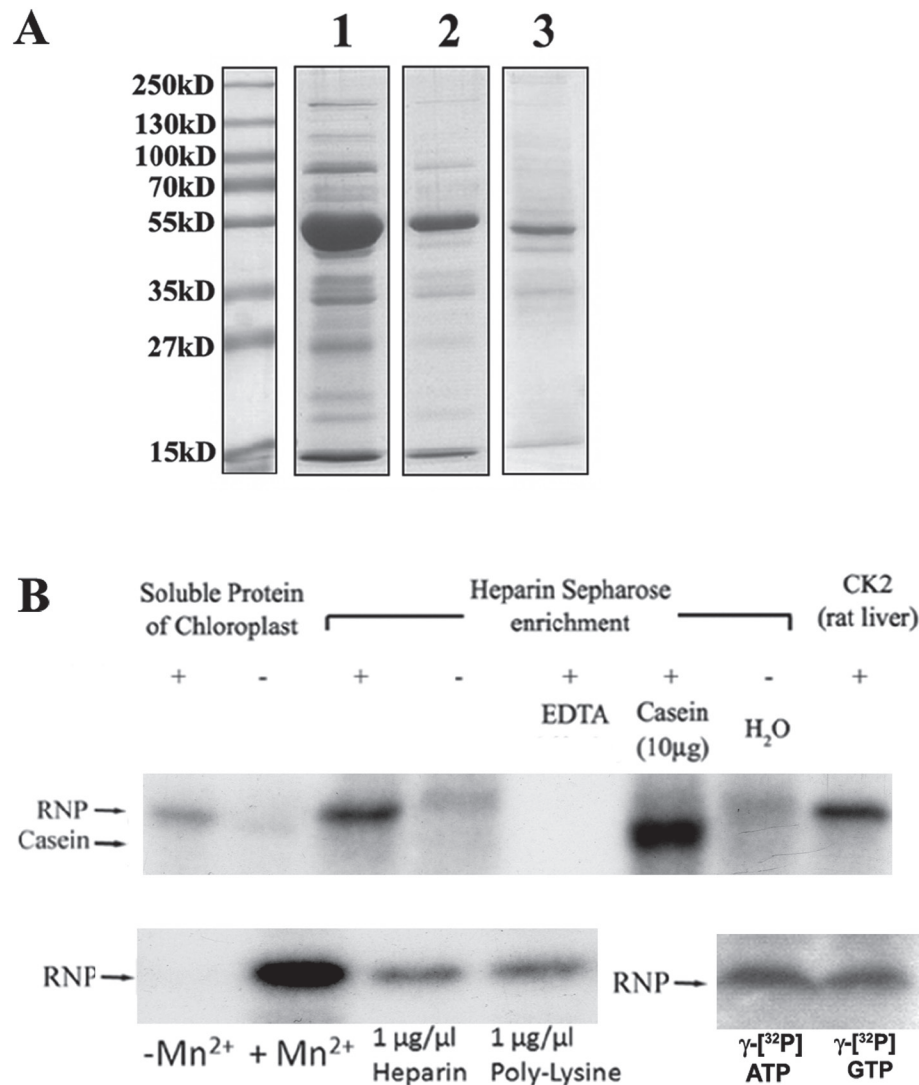 A
1 2 3
250kD
130kD
100kD
70kD
55kD
35kD
27kD
15kD
B
Soluble Protein
of Chloroplast
Heparin Sepharose
enrichment
CK2
(rat liver)
+ - + - + + - +
EDTA
Casein
(10µg)
H₂O
RNP
Casein
RNP
-Mn²⁺ + Mn²⁺
1 µg/µl
Heparin
1 µg/µl
Poly-Lysine
RNP
γ-[³²P]
ATP
γ-[³²P]
GTP